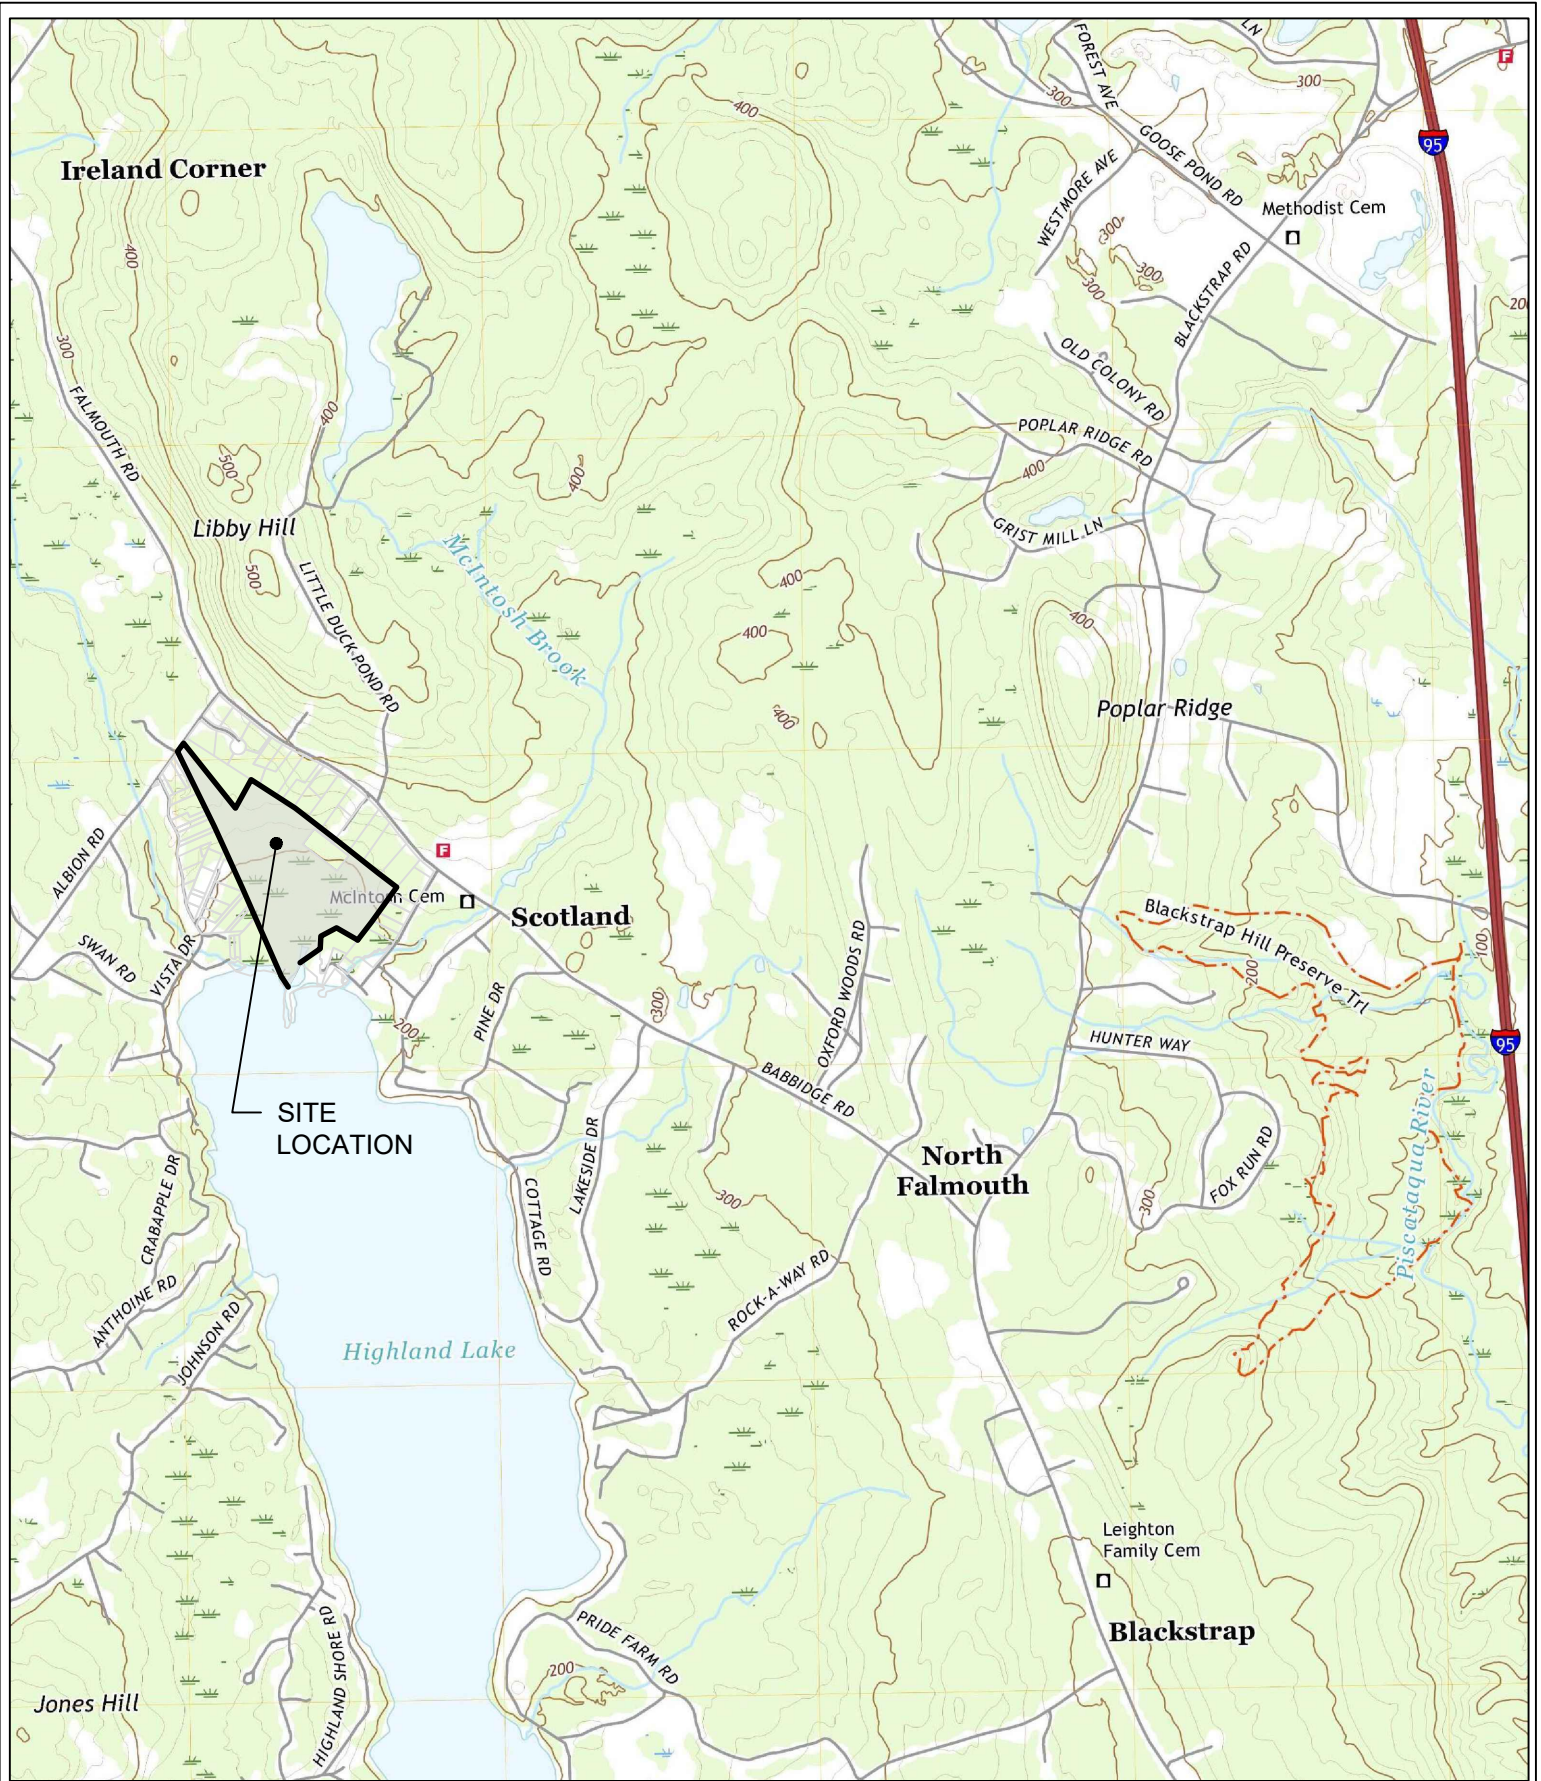 LN
FOREST AVE
300
300
95
F
400
GOOSE POND RD
Ireland Corner
WESTMORE AVE
Methodist Cem
300
400
300
300
BLACKSTRAP RD
20
300
OLD COLONY RD
FALMOUTH RD
400
POPLAR RIDGE RD
500
400
400
GRIST MILL LN
Libby Hill
McIntosh Brook
500
400
LITTLE DUCK POND RD
400
400
400
Poplar Ridge
ALBION RD
F
McIntosh Cem
Scotland
Blackstrap Hill Preserve Trl
SWAN RD
VISTA DR
OXFORD WOODS RD
100
200
PINE DR
300
200
HUNTER WAY
95
BABBIDGE RD
SITE
LOCATION
Piscataqua River
CRABAPPLE DR
LAKESIDE DR
North
Falmouth
FOX RUN RD
COTTAGE RD
300
300
ANTHOINE RD
ROCK-A-WAY RD
JOHNSON RD
Highland Lake
Leighton
Family Cem
PRIDE FARM RD
Blackstrap
HIGHLAND SHORE RD
200
Jones Hill